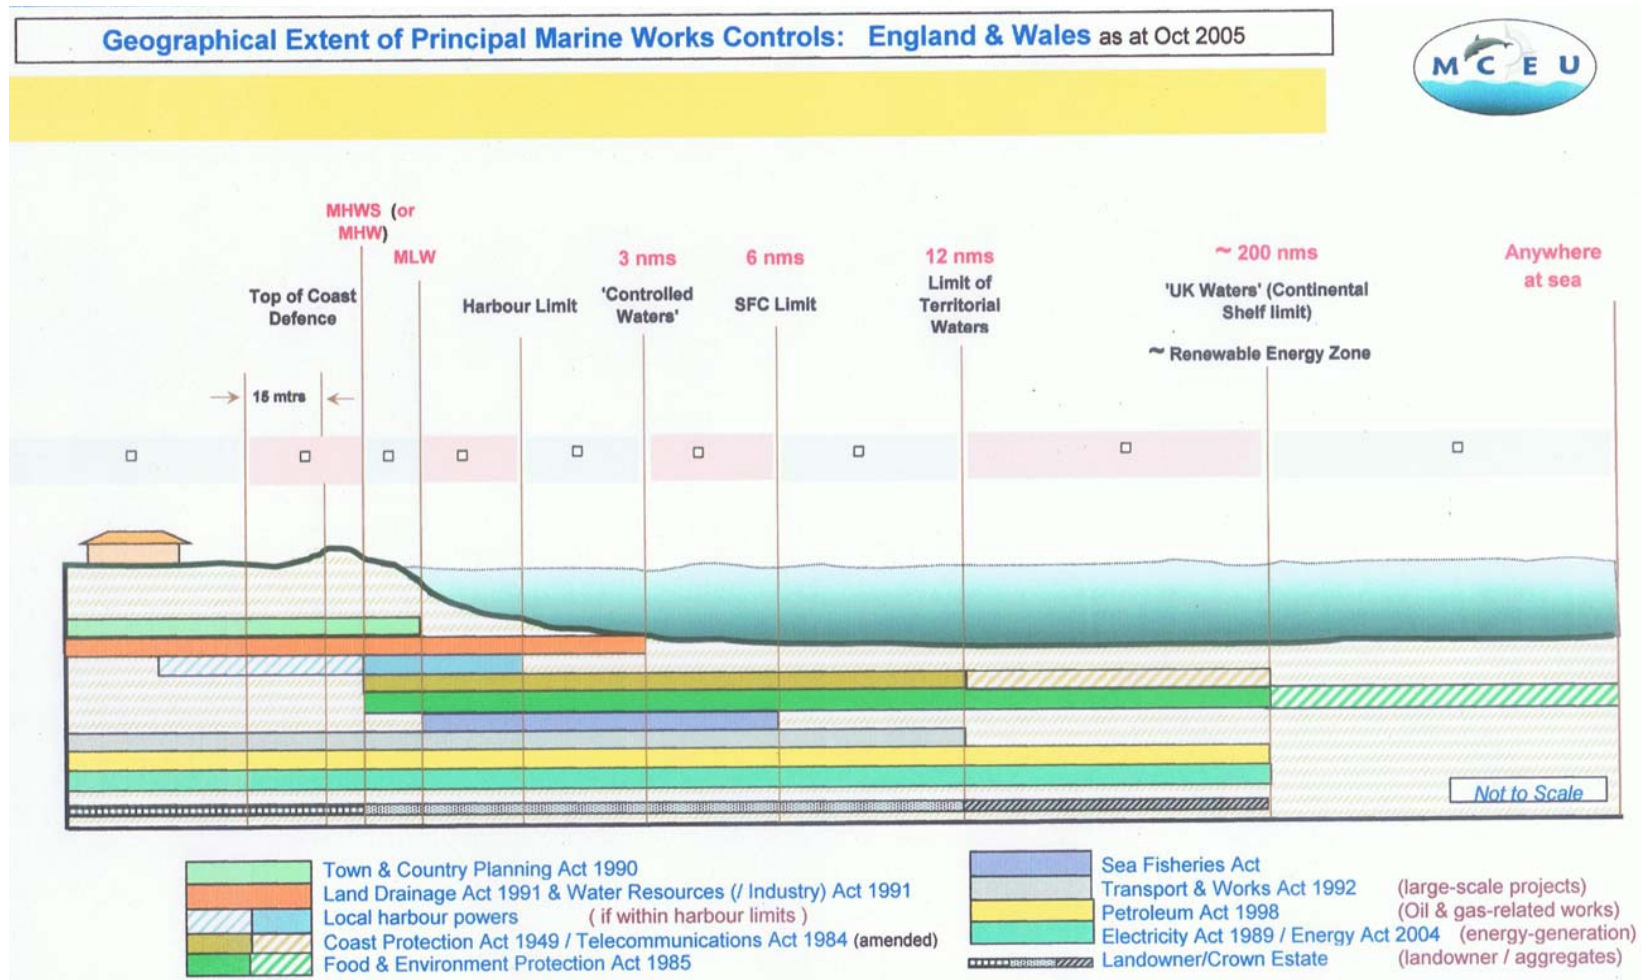 Geographical Extent of Principal Marine Works Controls: England & Wales as at Oct 2005
M C E U
MHWS (or
MHW)
MLW
3 nms
6 nms
12 nms
~ 200 nms
Anywhere
at sea
Top of Coast
Defence
Harbour Limit
'Controlled
Waters'
SFC Limit
Limit of
Territorial
Waters
'UK Waters' (Continental
Shelf limit)
~ Renewable Energy Zone
15 mtrs
Not to Scale
Town & Country Planning Act 1990
Land Drainage Act 1991 & Water Resources (/ Industry) Act 1991
Local harbour powers ( if within harbour limits )
Coast Protection Act 1949 / Telecommunications Act 1984 (amended)
Food & Environment Protection Act 1985
Sea Fisheries Act
Transport & Works Act 1992 (large-scale projects)
Petroleum Act 1998 (Oil & gas-related works)
Electricity Act 1989 / Energy Act 2004 (energy-generation)
Landowner/Crown Estate (landowner / aggregates)